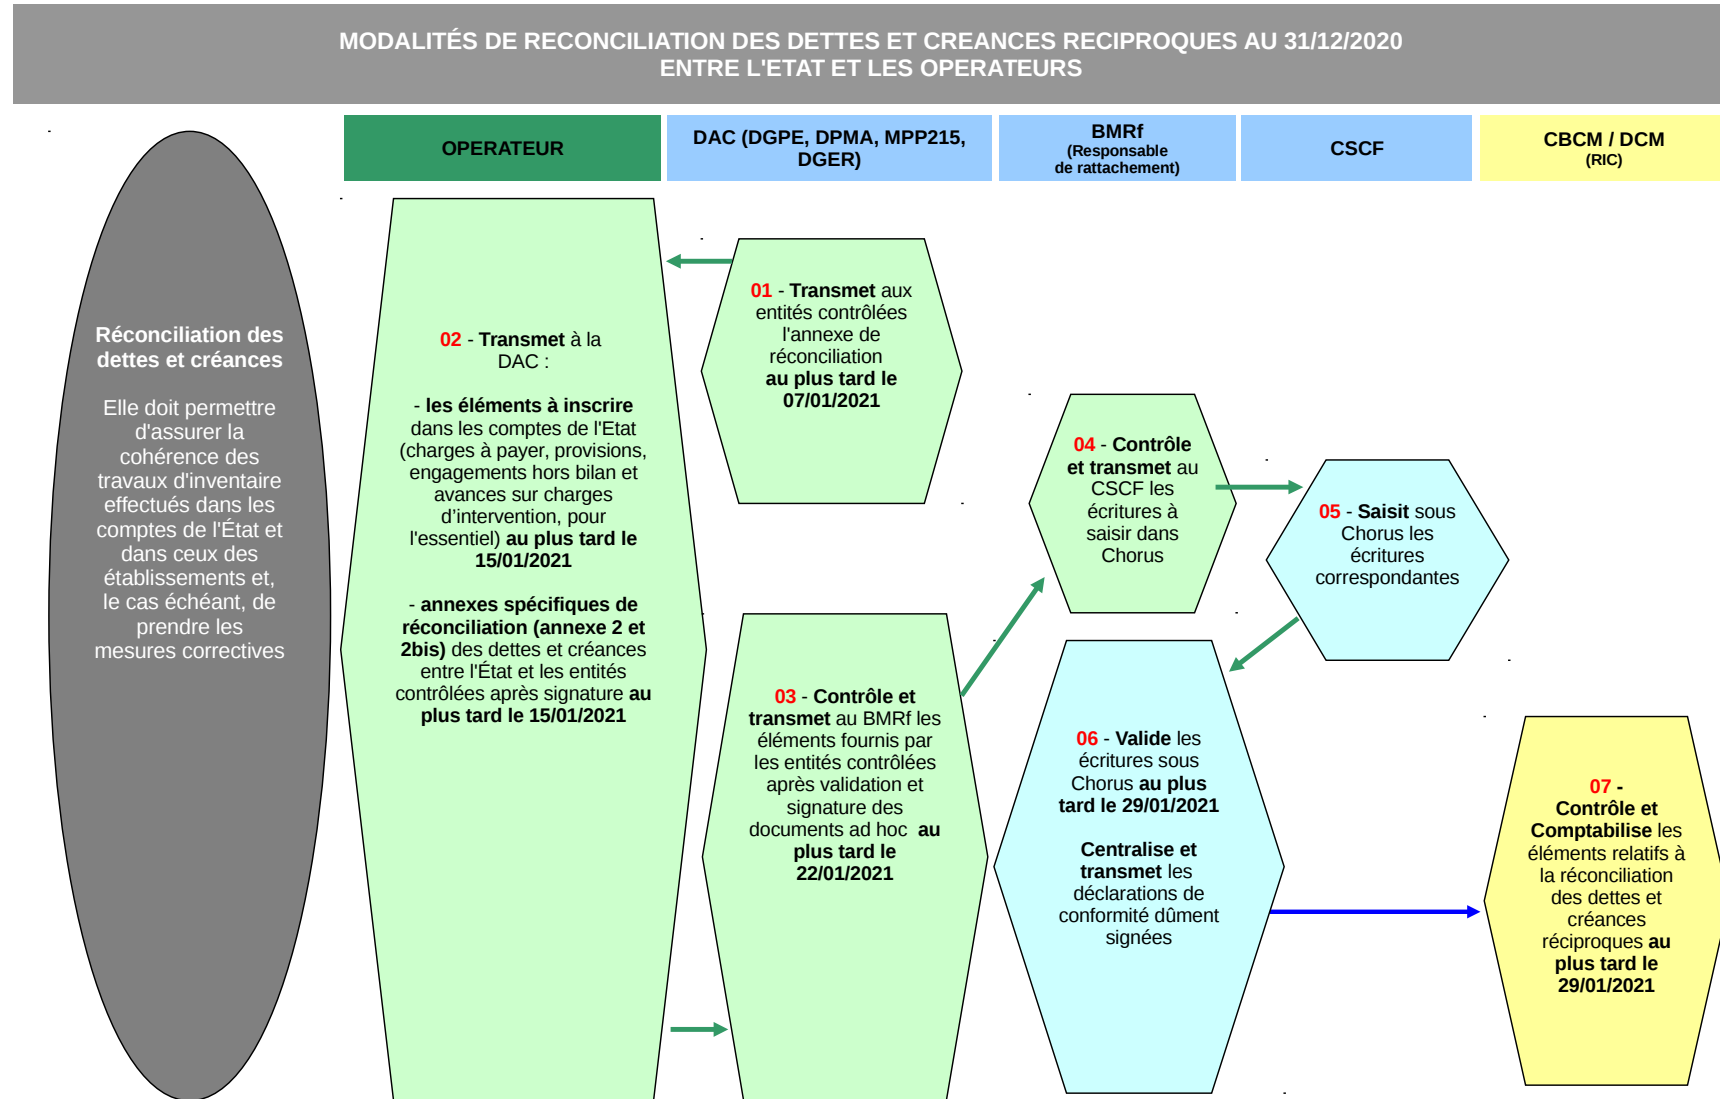 MODALITÉS DE RECONCILIATION DES DETTES ET CREANCES RECIPROQUES AU 31/12/2020
ENTRE L'ETAT ET LES OPERATEURS
OPERATEUR
DAC (DGPE, DPMA, MPP215,
DGER)
BMRf
(Responsable
de rattachement)
CSCF
CBCM / DCM
(RIC)
Réconciliation des
dettes et créances
Elle doit permettre
d'assurer la
cohérence des
travaux d'inventaire
effectués dans les
comptes de l'État et
dans ceux des
établissements et,
le cas échéant, de
prendre les
mesures correctives
01 - Transmet aux
entités contrôlées
l'annexe de
réconciliation
au plus tard le
07/01/2021
02 - Transmet à la
DAC :
- les éléments à inscrire
dans les comptes de l'Etat
(charges à payer, provisions,
engagements hors bilan et
avances sur charges
d’intervention, pour
l'essentiel) au plus tard le
15/01/2021
- annexes spécifiques de
réconciliation (annexe 2 et
2bis) des dettes et créances
entre l'État et les entités
contrôlées après signature au
plus tard le 15/01/2021
03 - Contrôle et
transmet au BMRf les
éléments fournis par
les entités contrôlées
après validation et
signature des
documents ad hoc au
plus tard le
22/01/2021
04 - Contrôle
et transmet au
CSCF les
écritures à
saisir dans
Chorus
05 - Saisit sous
Chorus les
écritures
correspondantes
06 - Valide les
écritures sous
Chorus au plus
tard le 29/01/2021
Centralise et
transmet les
déclarations de
conformité dûment
signées
07 -
Contrôle et
Comptabilise les
éléments relatifs à
la réconciliation
des dettes et
créances
réciproques au
plus tard le
29/01/2021